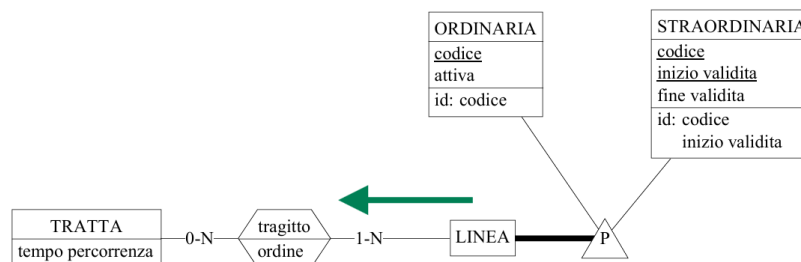 ORDINARIA
codice
attiva
id: codice
STRAORDINARIA
codice
inizio validita
fine validita
id: codice
inizio validita
TRATTA
tempo percorrenza
0-N
tragitto
ordine
1-N
LINEA
P